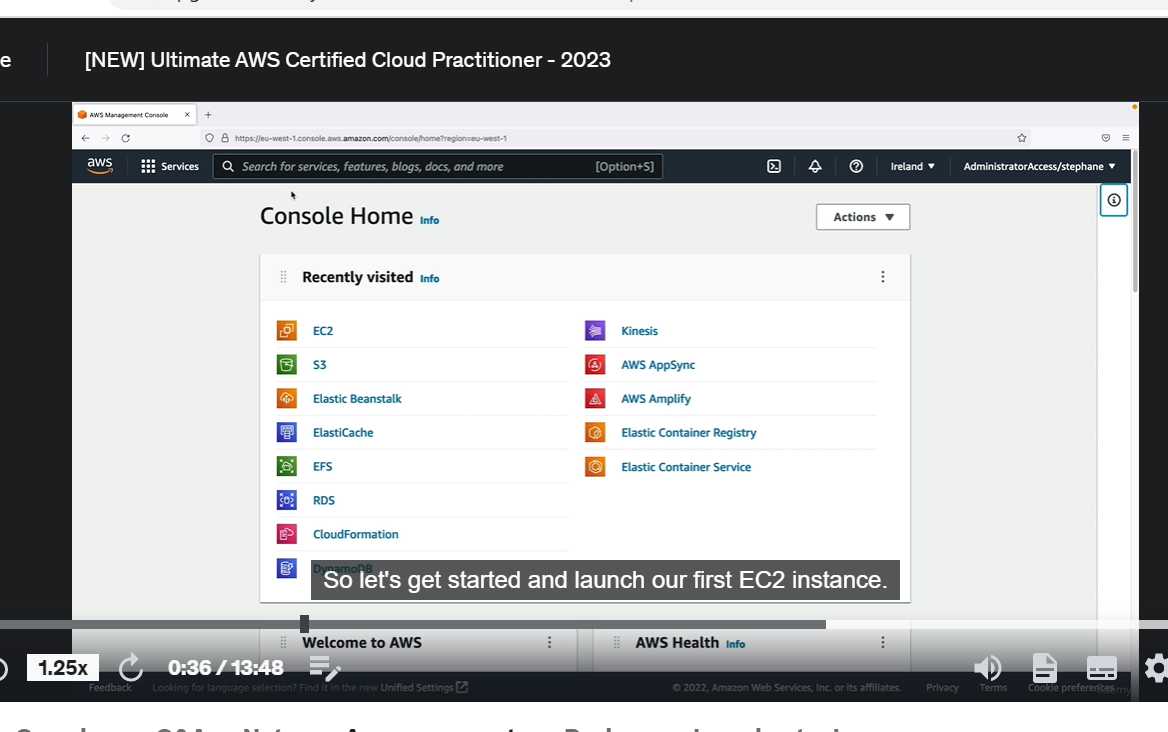 e
[NEW] Ultimate AWS Certified Cloud Practitioner - 2023
AWS Management Console
https://eu-west-1.console.aws.amazon.com/console/home?region=eu-west-1
aws
Services
Search for services, features, blogs, docs, and more
[Option+S]
Ireland
AdministratorAccess/stephane
Console Home Info
Actions
Recently visited Info
EC2
S3
Elastic Beanstalk
ElastiCache
EFS
RDS
CloudFormation
DynamoDB
Kinesis
AWS AppSync
AWS Amplify
Elastic Container Registry
Elastic Container Service
So let's get started and launch our first EC2 instance.
Welcome to AWS
AWS Health Info
1.25x
0:36 / 13:48
Feedback
Looking for language selection? Find it in the new Unified Settings
© 2022, Amazon Web Services, Inc. or its affiliates.
Privacy
Terms
Cookie preferences